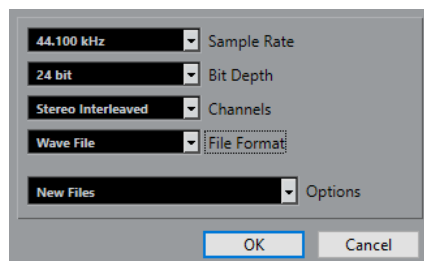 44.100 kHz Sample Rate
24 bit Bit Depth
Stereo Interleaved Channels
Wave File File Format
New Files Options
OK Cancel